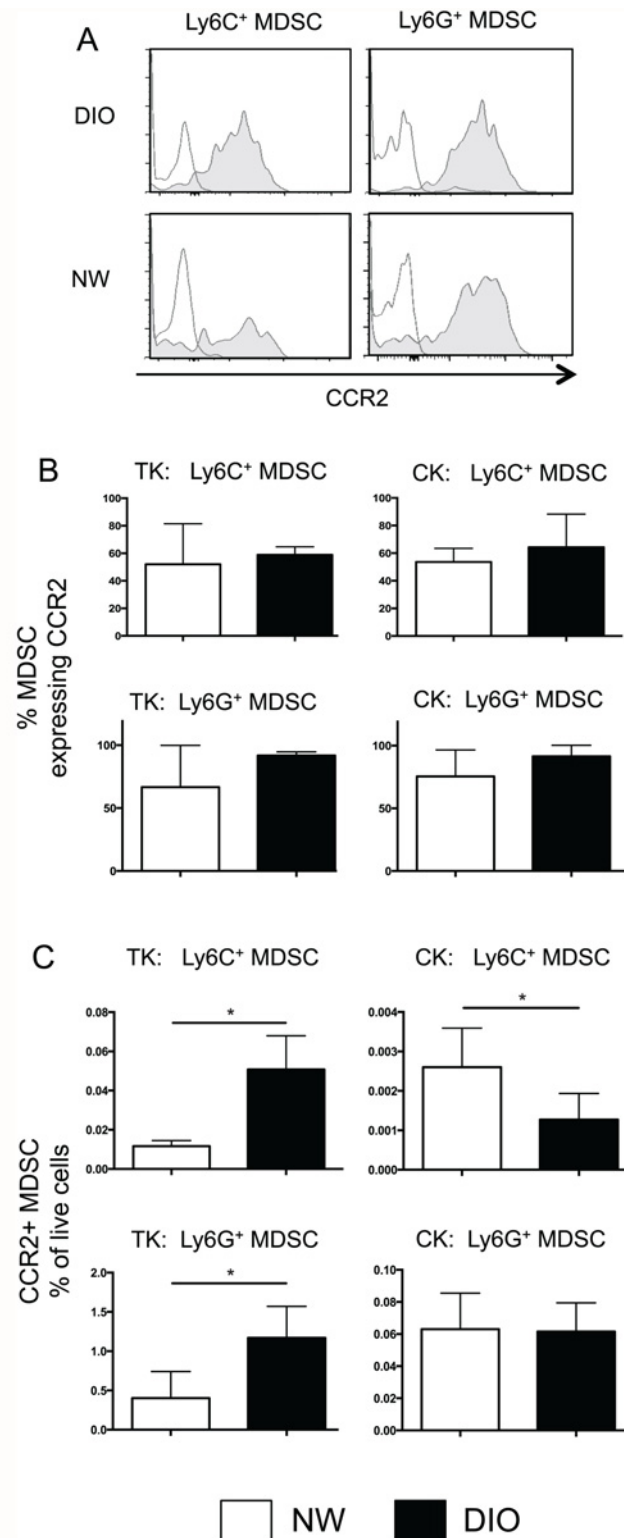 A
Ly6C⁺ MDSC Ly6G⁺ MDSC
DIO
NW
CCR2
B
TK: Ly6C⁺ MDSC CK: Ly6C⁺ MDSC
100 100
80 80
60 60
40 40
20 20
0 0
% MDSC
expressing CCR2
TK: Ly6G⁺ MDSC CK: Ly6G⁺ MDSC
100 100
50 50
0 0
C
TK: Ly6C⁺ MDSC CK: Ly6C⁺ MDSC
* *
0.08 0.004
0.06 0.003
0.04 0.002
0.02 0.001
0.00 0.000
CCR2+ MDSC
% of live cells
TK: Ly6G⁺ MDSC CK: Ly6G⁺ MDSC
*
2.0 0.10
1.5 0.08
1.0 0.06
0.5 0.04
0.0 0.02
0.00
NW DIO